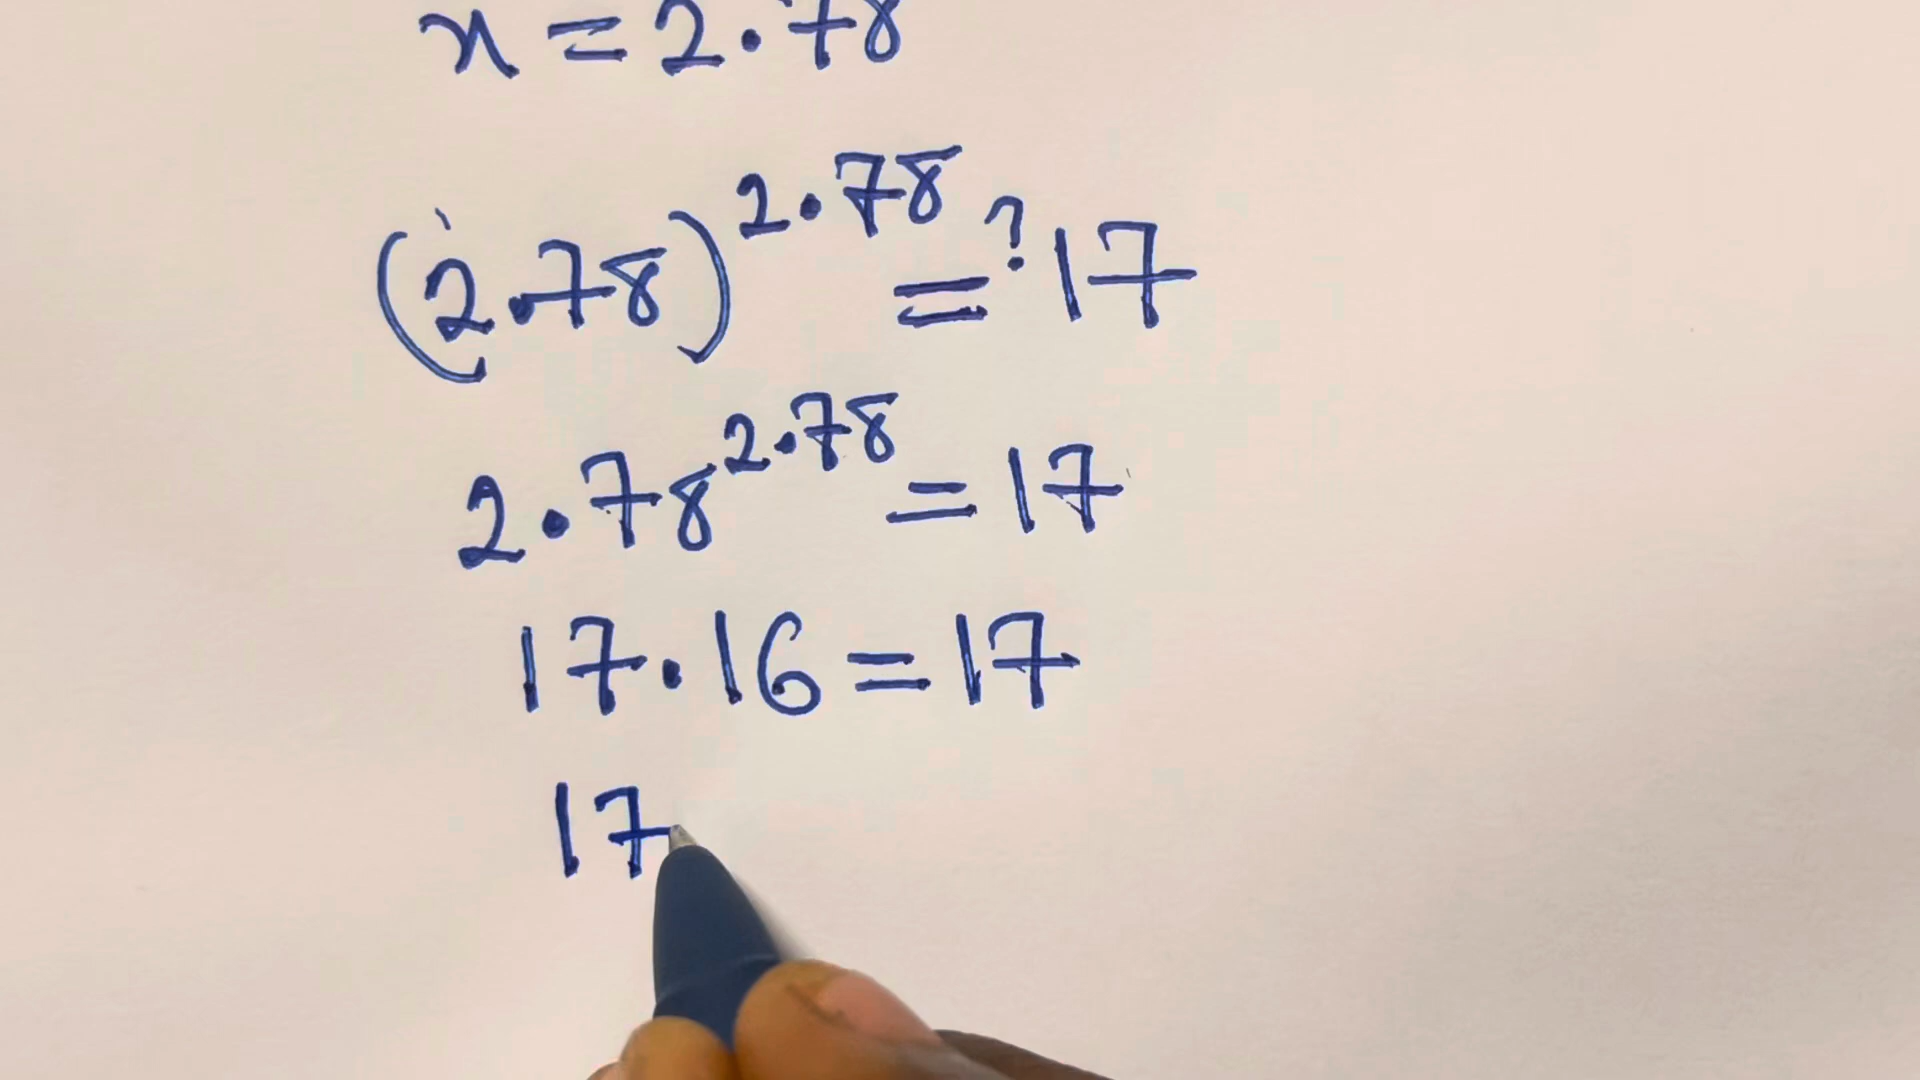 x = 2.78
(2.78)^2.78 =? 17
2.78^2.78 = 17
17.16 = 17
17